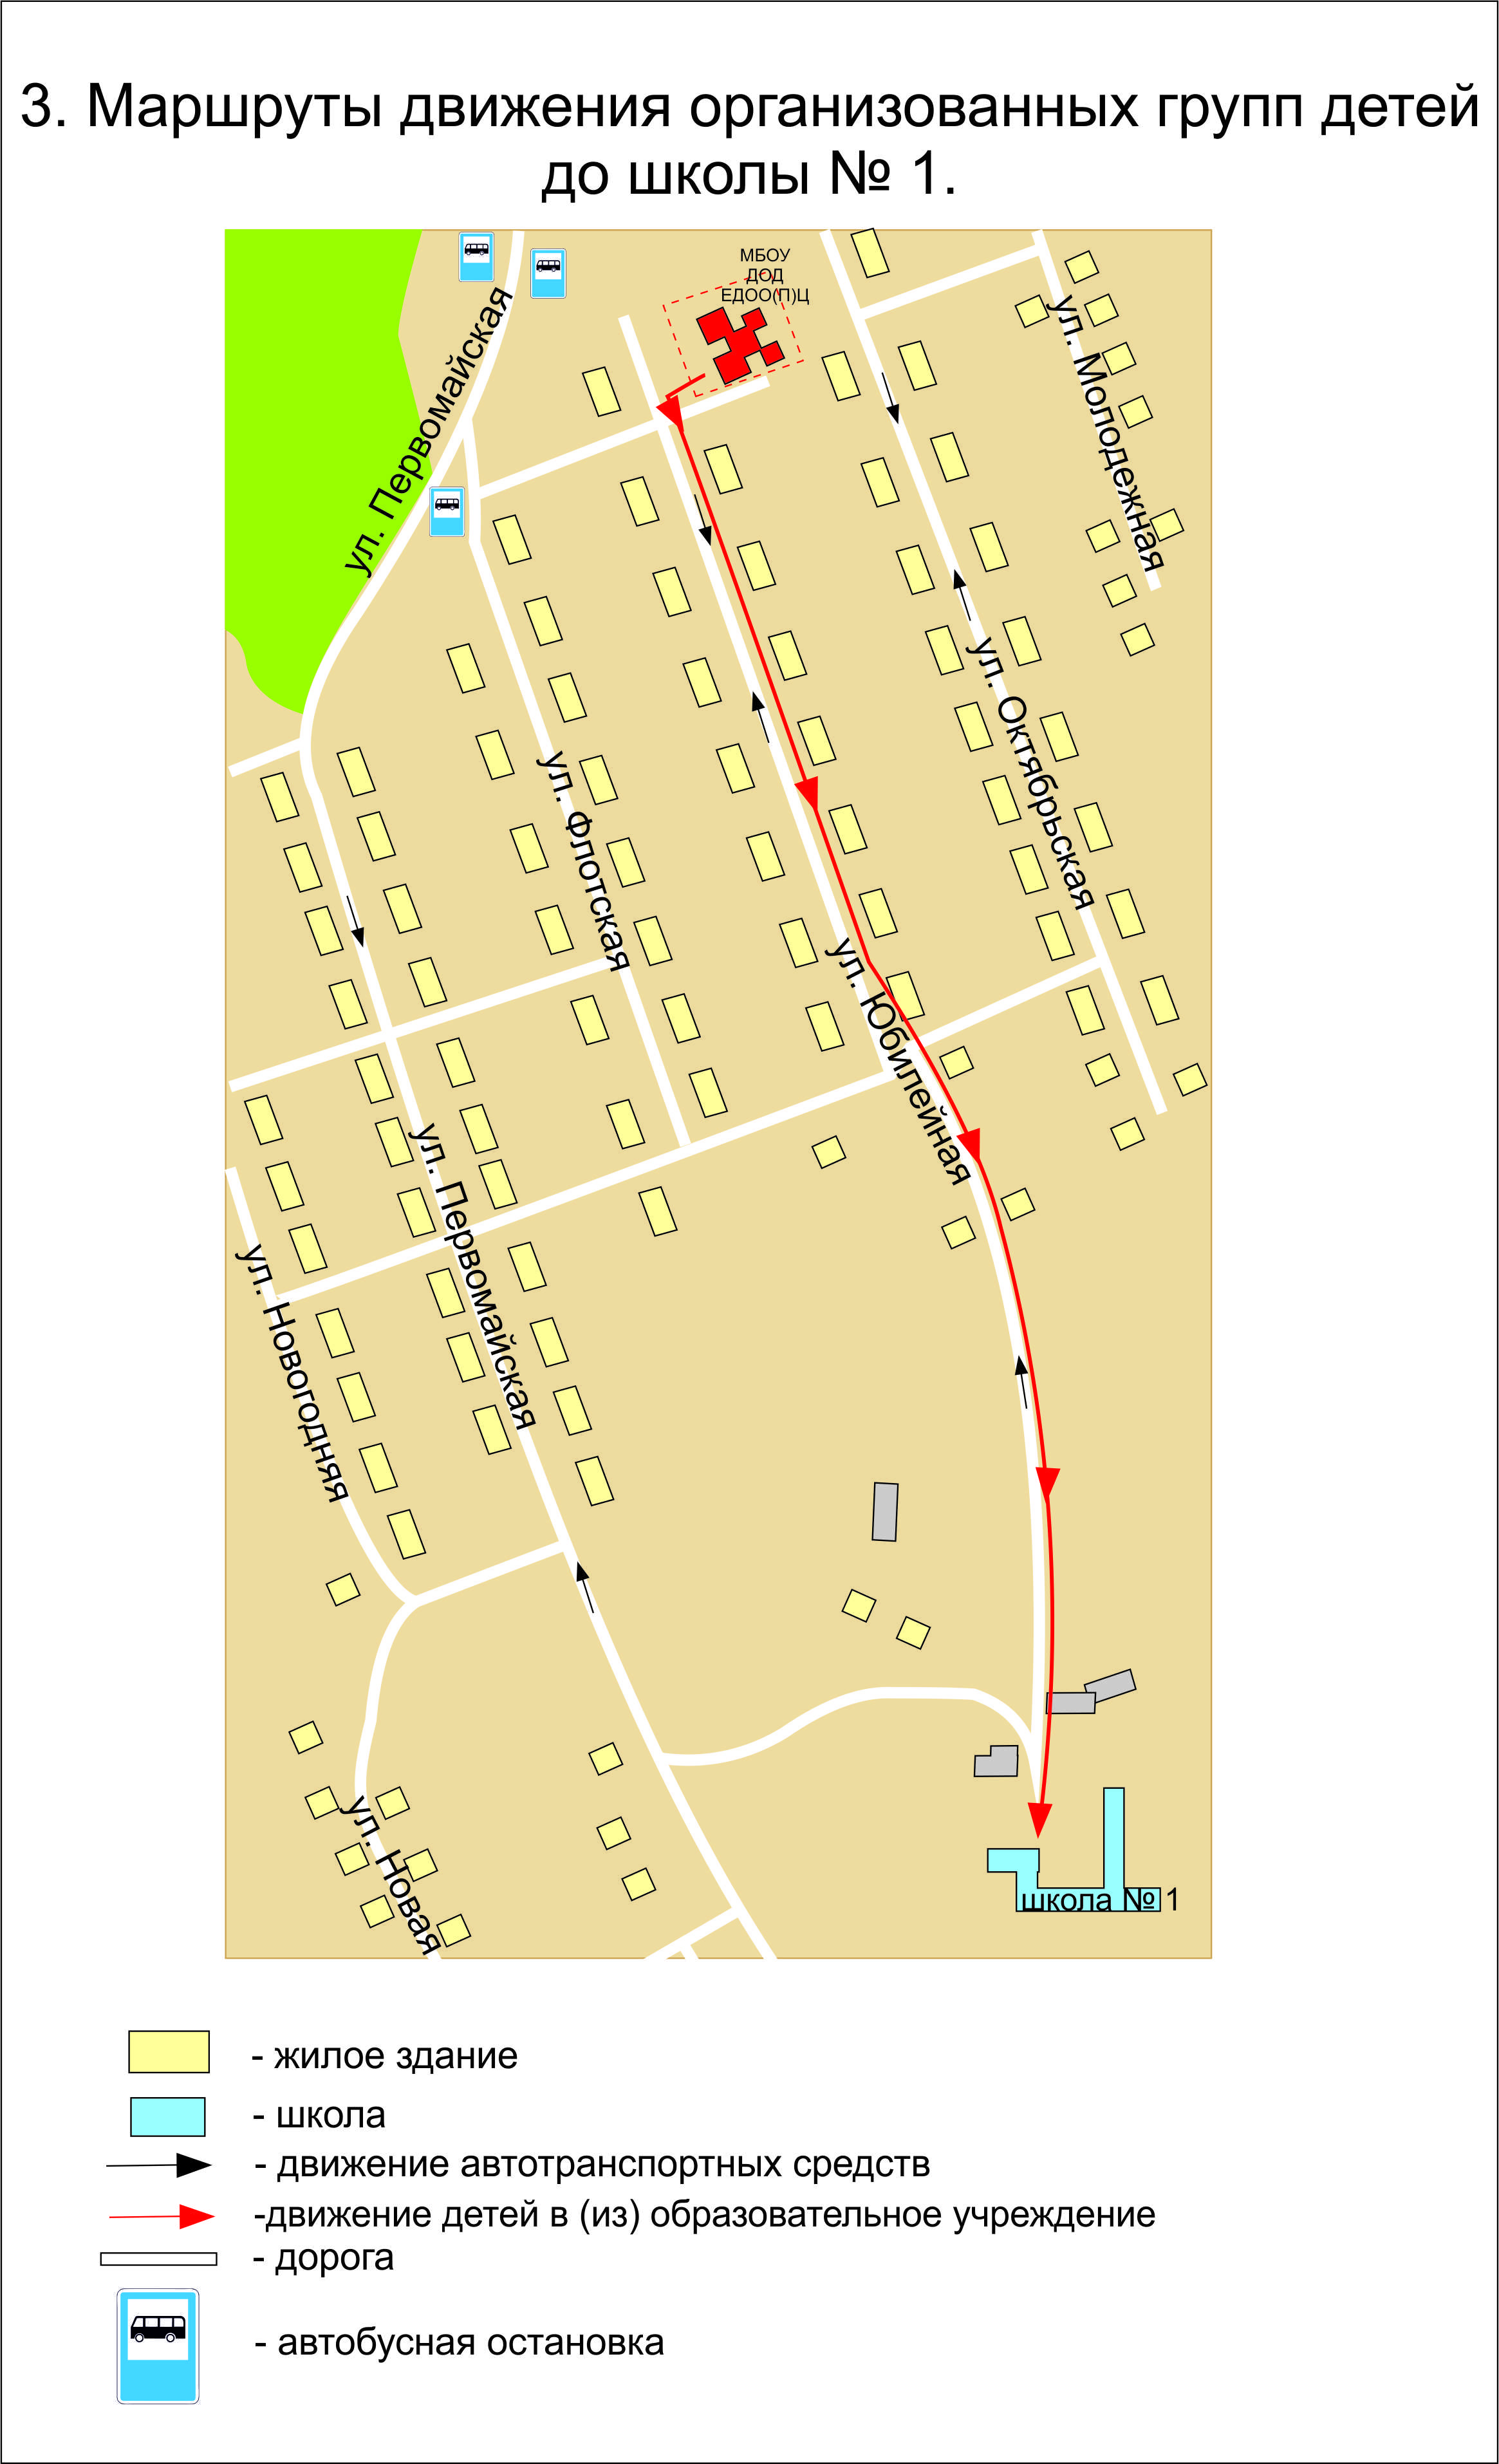 3. Маршруты движения организованных групп детей
до школы № 1.
МБОУ
ДОД
ЕДОО(П)Ц
ул. Первомайская
ул. Молодежная
ул. Октябрьская
ул. Флотская
ул. Юбилейная
ул. Первомайская
ул. Новогодняя
ул. Новая
школа № 1
- жилое здание
- школа
- движение автотранспортных средств
-движение детей в (из) образовательное учреждение
- дорога
- автобусная остановка